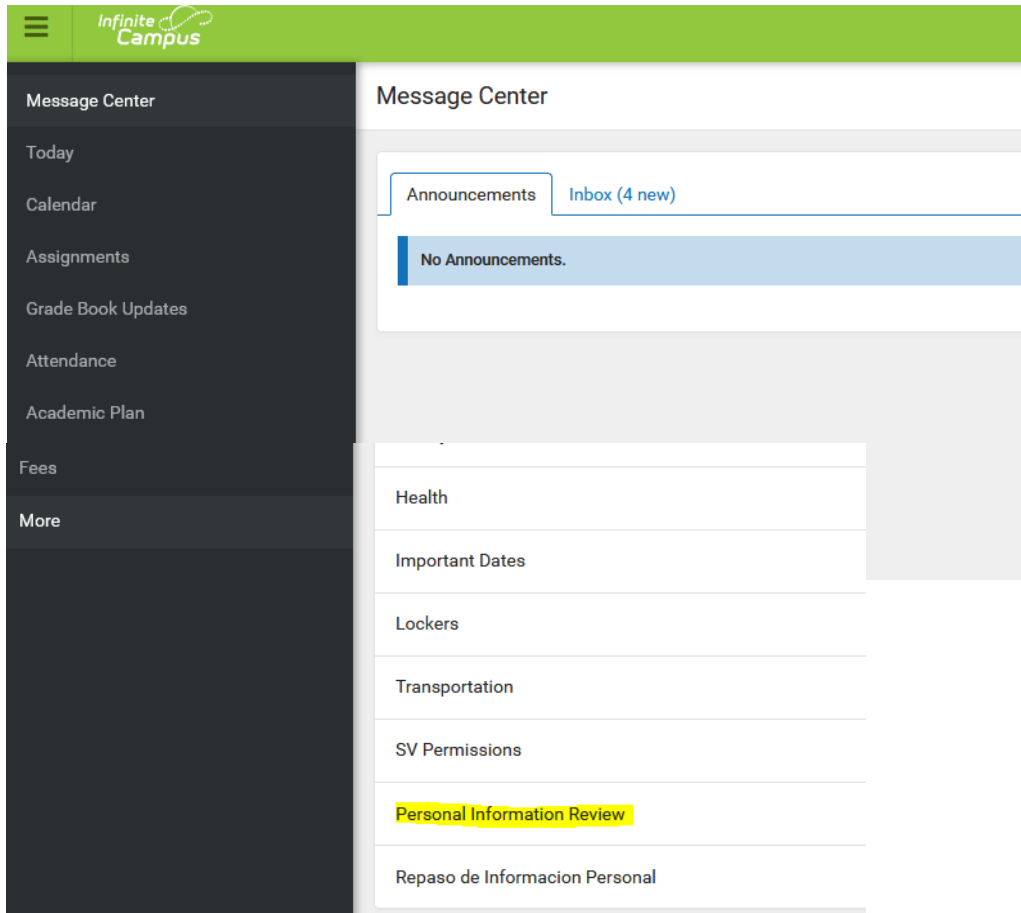 Infinite
Campus
Message Center
Today
Calendar
Assignments
Grade Book Updates
Attendance
Academic Plan
Fees
More
Message Center
Announcements
Inbox (4 new)
No Announcements.
Health
Important Dates
Lockers
Transportation
SV Permissions
Personal Information Review
Repaso de Informacion Personal